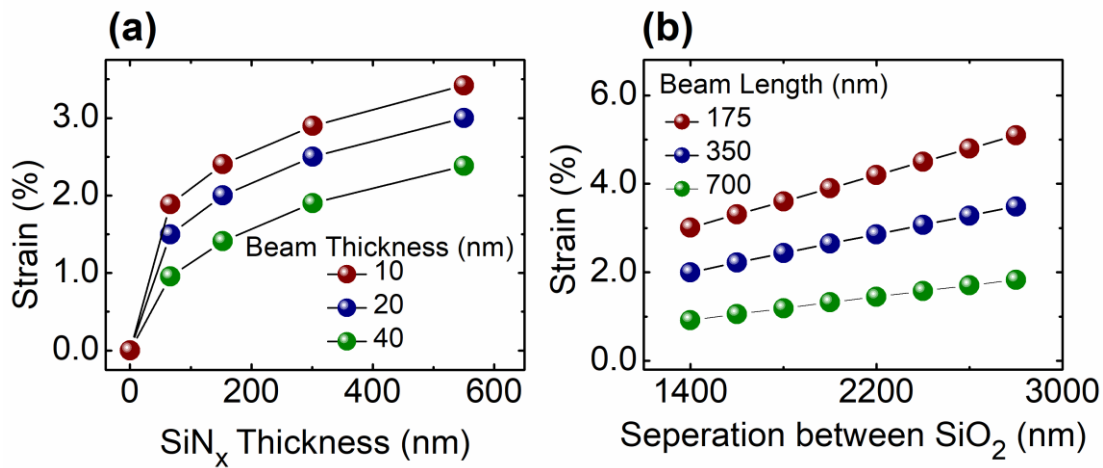 (a)
Strain (%)
3.0
2.0
1.0
0.0
Beam Thickness (nm)
10
20
40
0 200 400 600
SiNx Thickness (nm)
(b)
Strain (%)
6.0
4.0
2.0
0.0
Beam Length (nm)
175
350
700
1400 2200 3000
Seperation between SiO2 (nm)